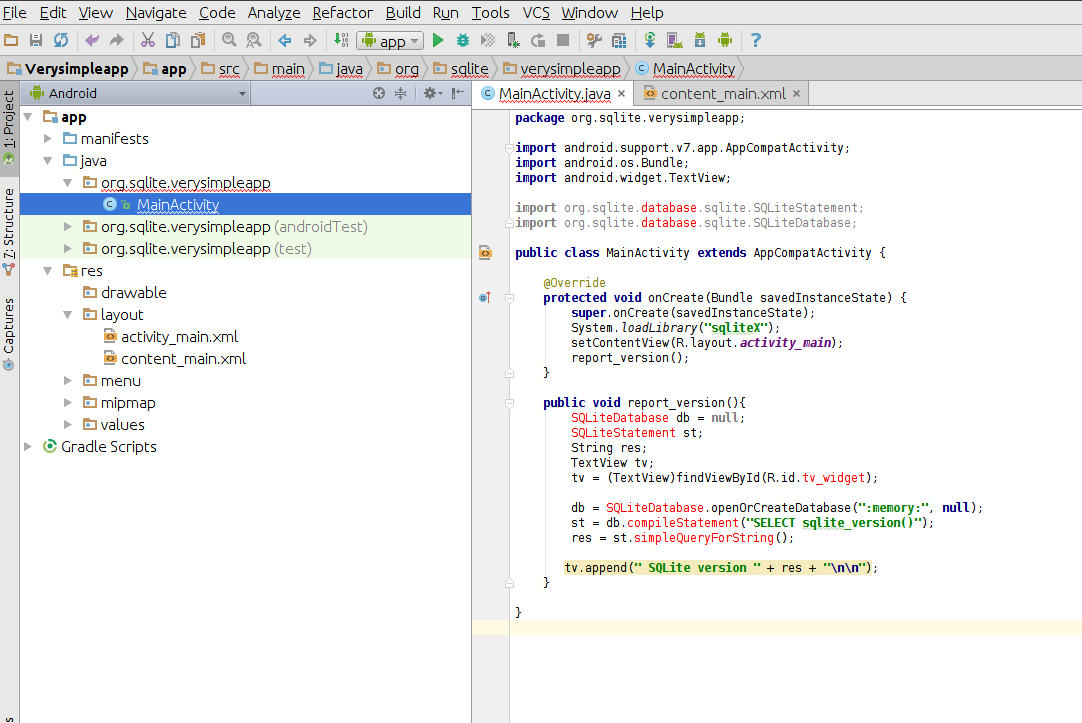 File Edit View Navigate Code Analyze Refactor Build Run Tools VCS Window Help
app
Verysimpleapp app src main java org sqlite verysimpleapp MainActivity
1: Project
7: Structure
Captures
Android
app
manifests
java
org.sqlite.verysimpleapp
MainActivity
org.sqlite.verysimpleapp (androidTest)
org.sqlite.verysimpleapp (test)
res
drawable
layout
activity_main.xml
content_main.xml
menu
mipmap
values
Gradle Scripts
MainActivity.java content_main.xml
package org.sqlite.verysimpleapp;
import android.support.v7.app.AppCompatActivity;
import android.os.Bundle;
import android.widget.TextView;
import org.sqlite.database.sqlite.SQLiteStatement;
import org.sqlite.database.sqlite.SQLiteDatabase;
public class MainActivity extends AppCompatActivity {
@Override
protected void onCreate(Bundle savedInstanceState) {
super.onCreate(savedInstanceState);
System.loadLibrary("sqliteX");
setContentView(R.layout.activity_main);
report_version();
}
public void report_version(){
SQLiteDatabase db = null;
SQLiteStatement st;
String res;
TextView tv;
tv = (TextView)findViewById(R.id.tv_widget);
db = SQLiteDatabase.openOrCreateDatabase(":memory:", null);
st = db.compileStatement("SELECT sqlite_version()");
res = st.simpleQueryForString();
tv.append(" SQLite version " + res + "\n\n");
}
}